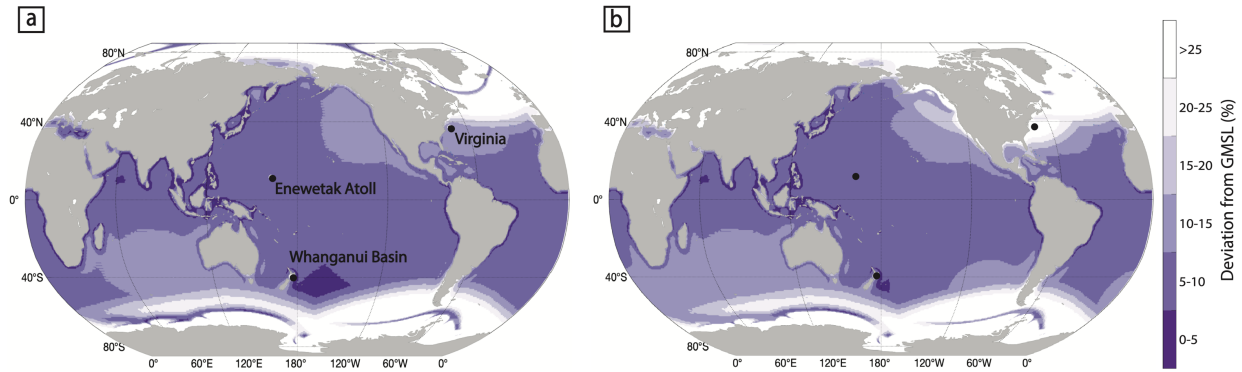 a
80°N
40°N
0°
40°S
80°S
Virginia
Enewetak Atoll
Whanganui Basin
0° 60°E 120°E 180° 120°W 60°W 0°
b
80°N
40°N
0°
40°S
80°S
0° 60°E 120°E 180° 120°W 60°W 0°
>25
20-25
15-20
10-15
5-10
0-5
Deviation from GMSL (%)